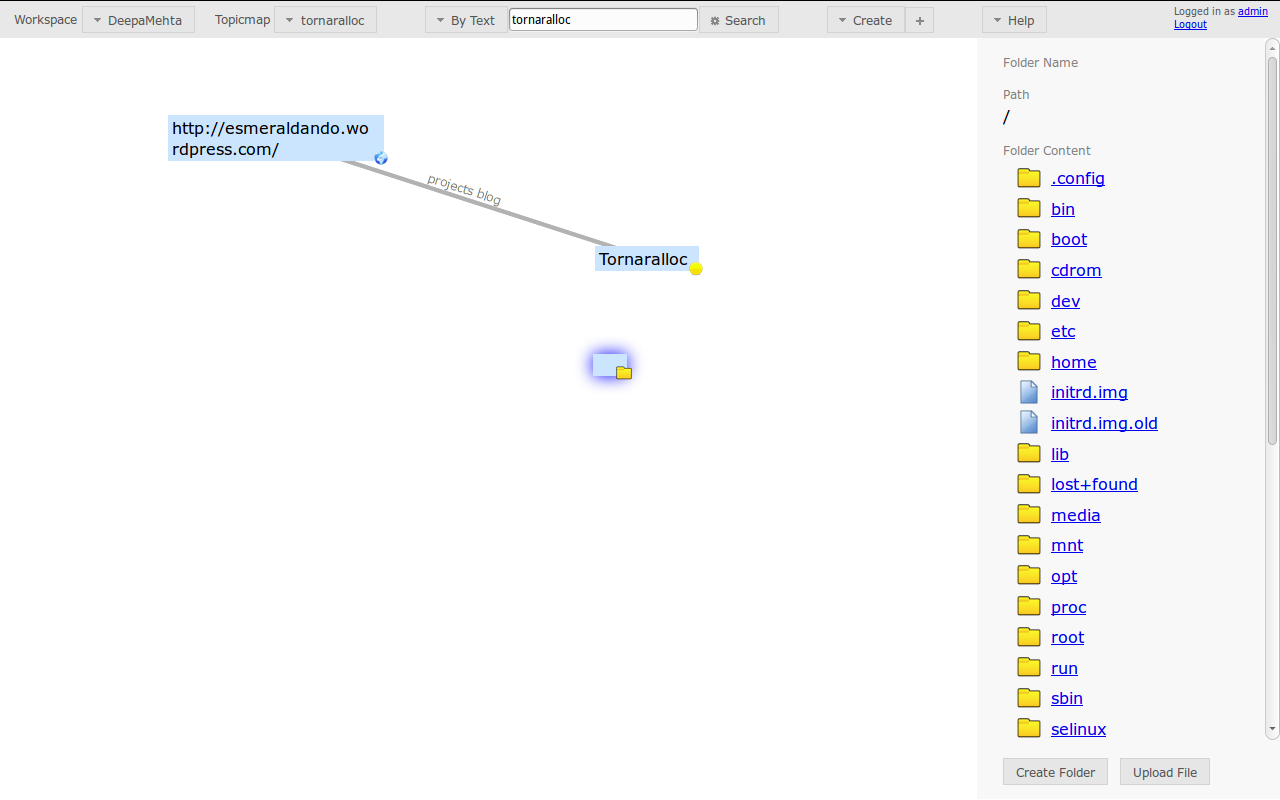 Workspace DeepaMehta Topicmap tornaralloc By Text tornaralloc Search Create + Help Logged in as admin
Logout
http://esmeraldando.wo
rdpress.com/
projects blog
Tornaralloc
Folder Name
Path
/
Folder Content
.config
bin
boot
cdrom
dev
etc
home
initrd.img
initrd.img.old
lib
lost+found
media
mnt
opt
proc
root
run
sbin
selinux
Create Folder Upload File